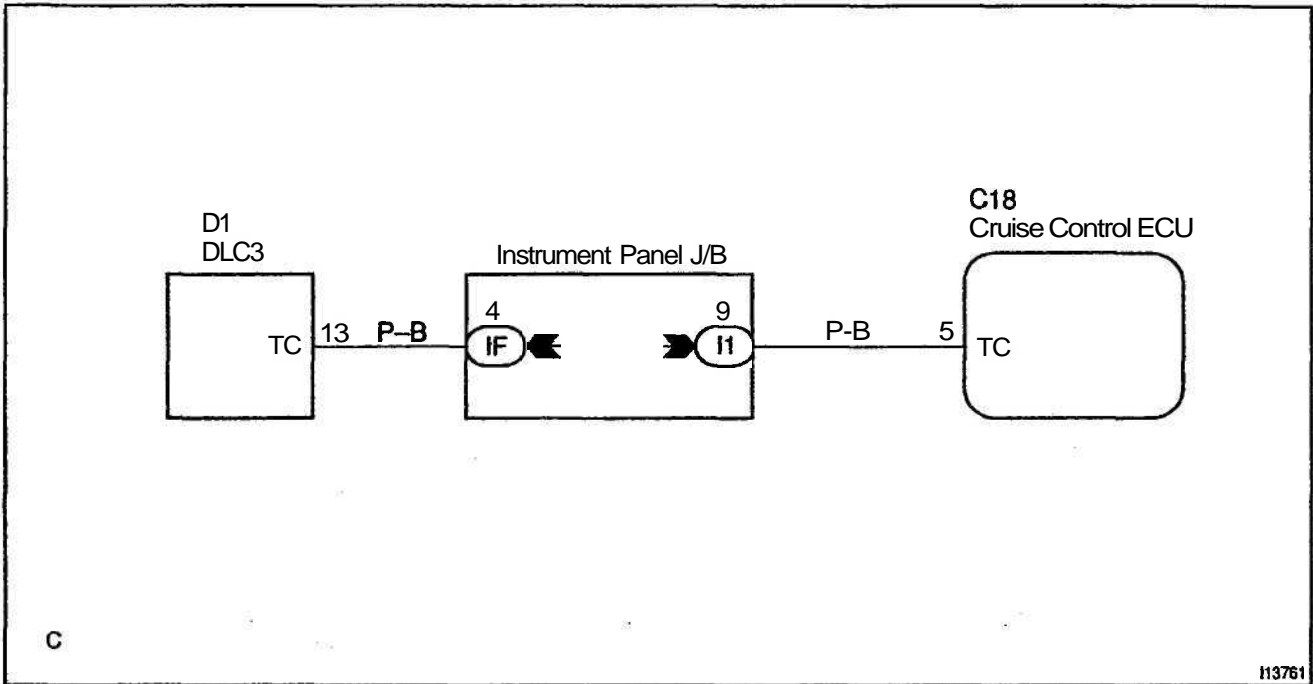 D1
DLC3
TC
13
P–B
Instrument Panel J/B
4
IF
9
I1
P-B
C18
Cruise Control ECU
5
TC
C
I13761